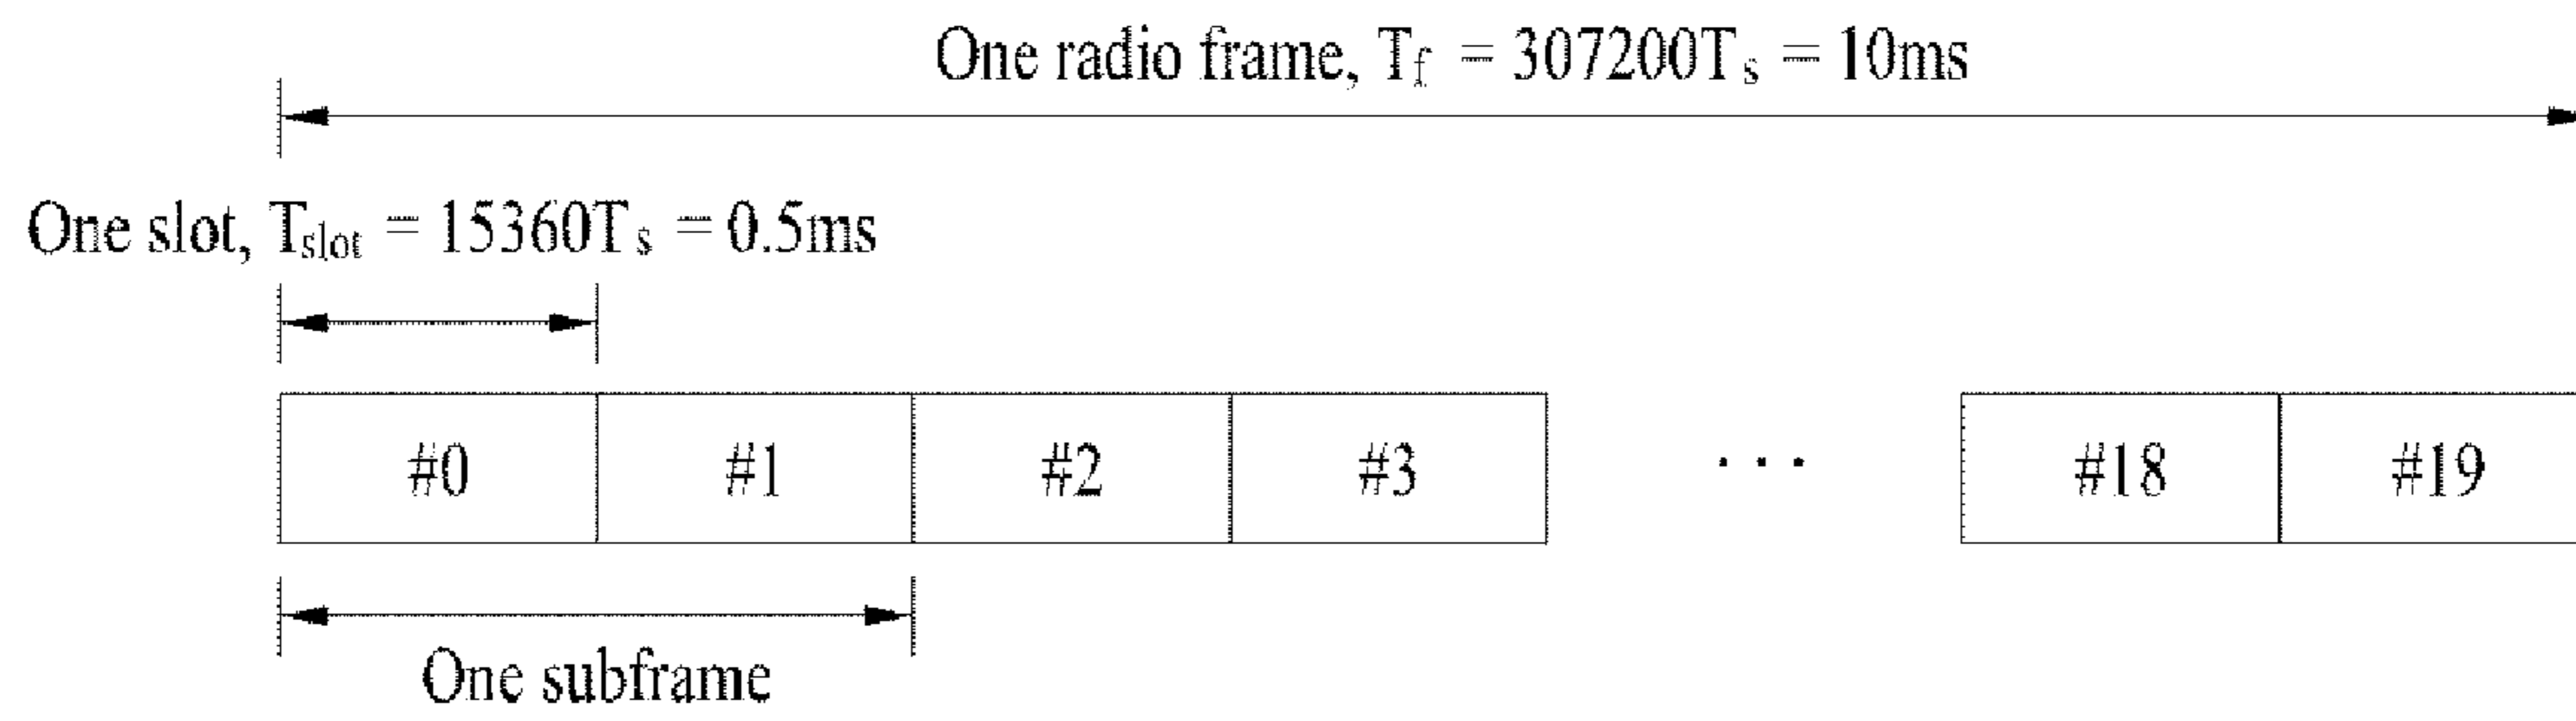 One radio frame, Tf = 307200Ts = 10ms
One slot, Tslot = 15360Ts = 0.5ms
#0 #1 #2 #3 ··· #18 #19
One subframe